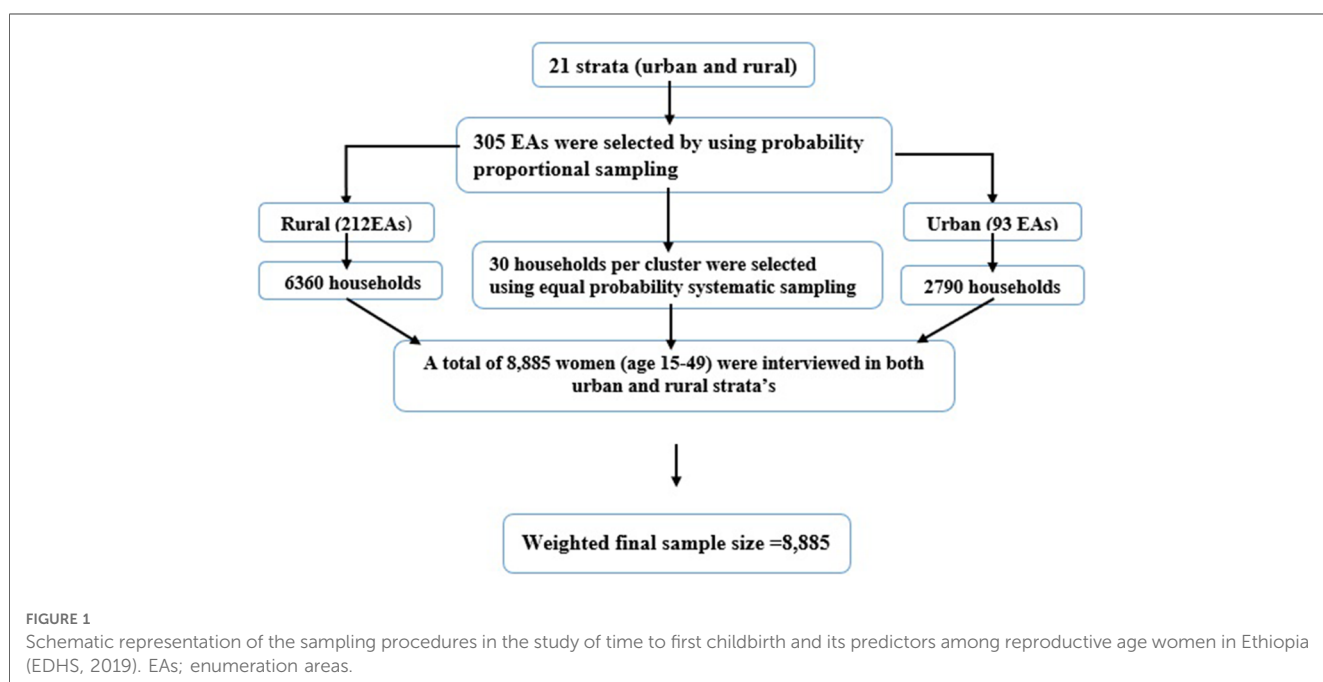 21 strata (urban and rural)
305 EAs were selected by using probability
proportional sampling
Rural (212EAs)
Urban (93 EAs)
30 households per cluster were selected
using equal probability systematic sampling
6360 households
2790 households
A total of 8,885 women (age 15-49) were interviewed in both
urban and rural strata's
Weighted final sample size =8,885
FIGURE 1
Schematic representation of the sampling procedures in the study of time to first childbirth and its predictors among reproductive age women in Ethiopia
(EDHS, 2019). EAs; enumeration areas.